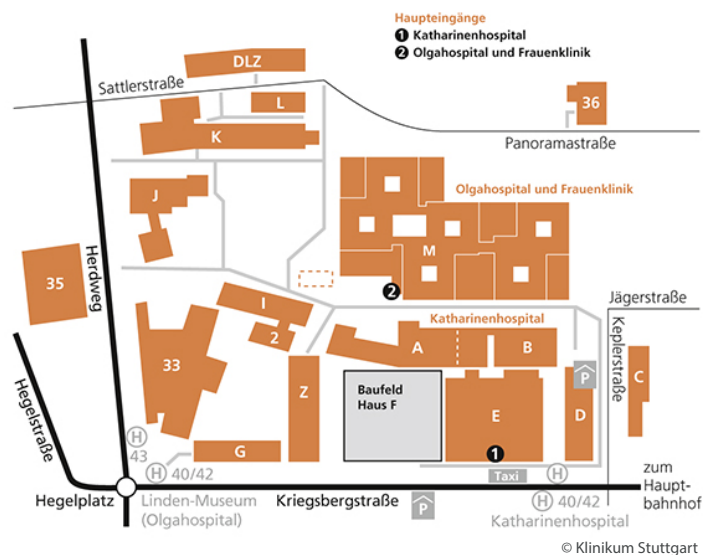 Haupteingänge
1 Katharinenhospital
2 Olgahospital und Frauenklinik
DLZ
Sattlerstraße
L
36
K
Panoramastraße
J
Olgahospital und Frauenklinik
M
Herdweg
35
2
I
Jägerstraße
Katharinenhospital
2
A
B
Keplerstraße
33
Z
Baufeld
Haus F
P
C
E
D
Hegelstraße
H
43
G
1
H 40/42
Taxi
H
zum
Haupt-
bahnhof
Hegelplatz
Linden-Museum
(Olgahospital)
Kriegsbergstraße
P
H 40/42
Katharinenhospital
© Klinikum Stuttgart